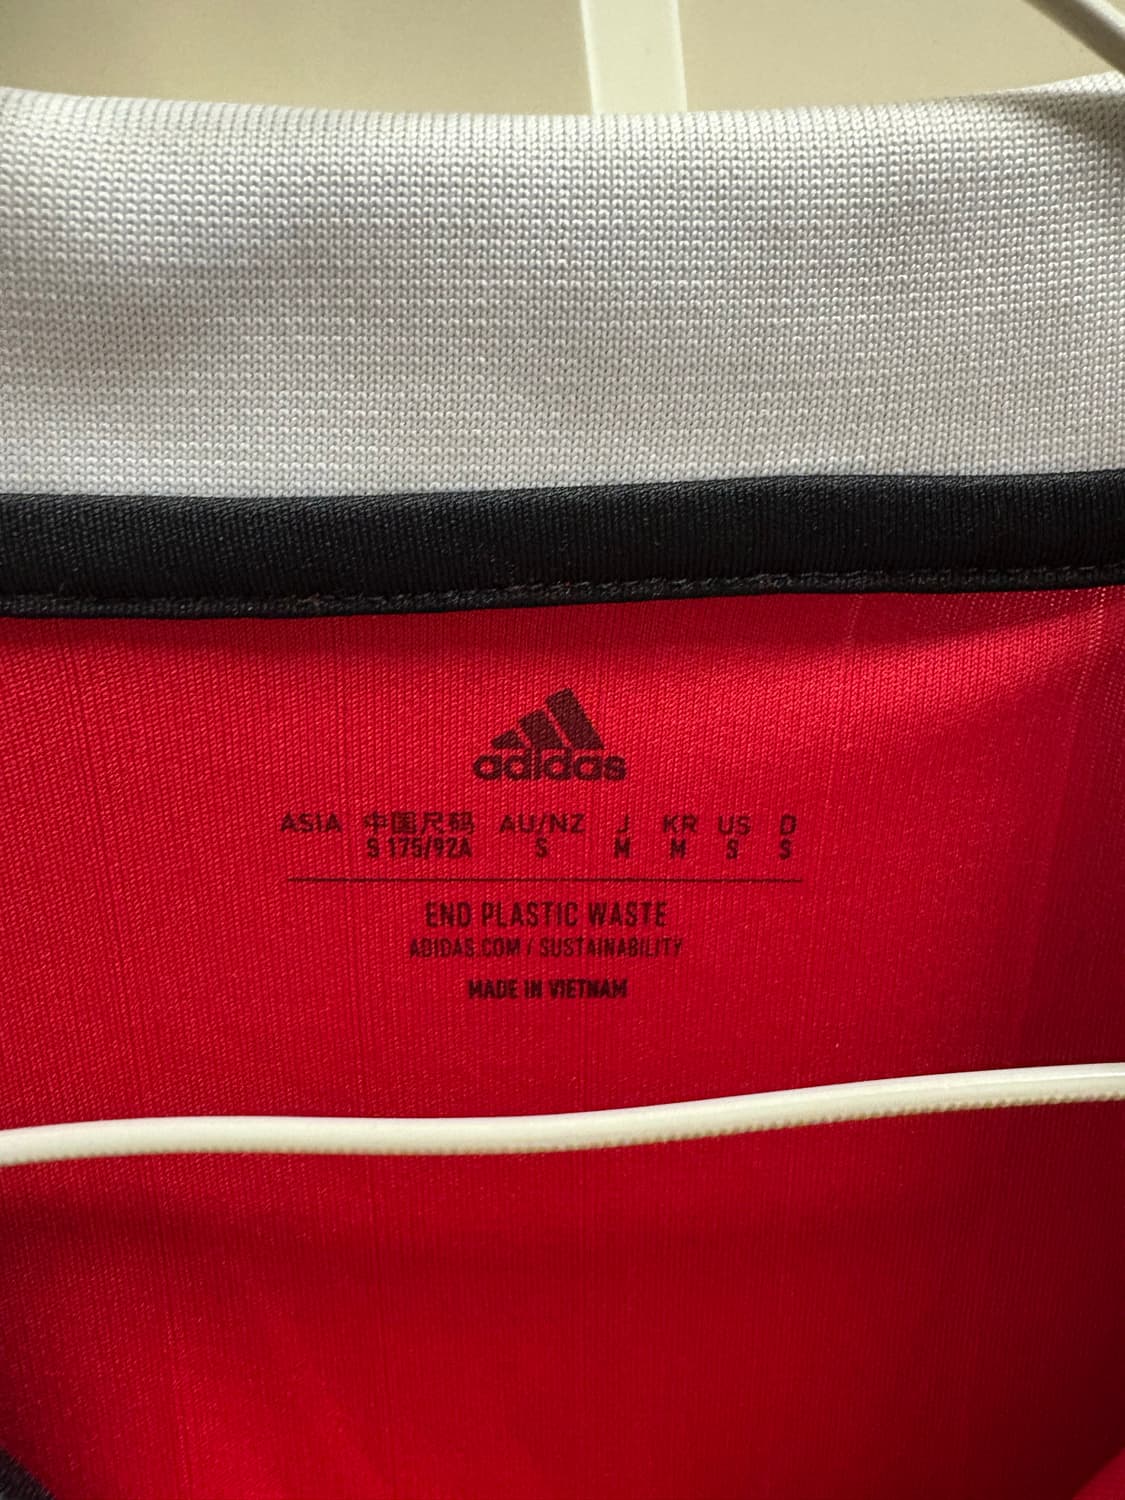 adidas
ASIA 中国尺码 AU/NZ J KR US D
S 175/92A S M M S S
END PLASTIC WASTE
ADIDAS.COM / SUSTAINABILITY
MADE IN VIETNAM